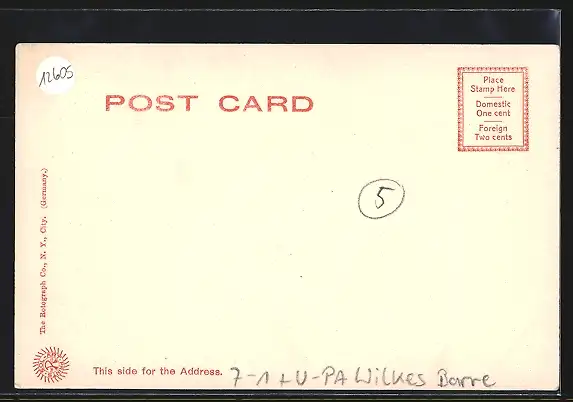 12605
POST CARD
Place
Stamp Here
Domestic
One cent
Foreign
Two cents
5
The Rotograph Co., N. Y., City. (Germany.)
This side for the Address.
7-1+U-PA Wilkes Barre